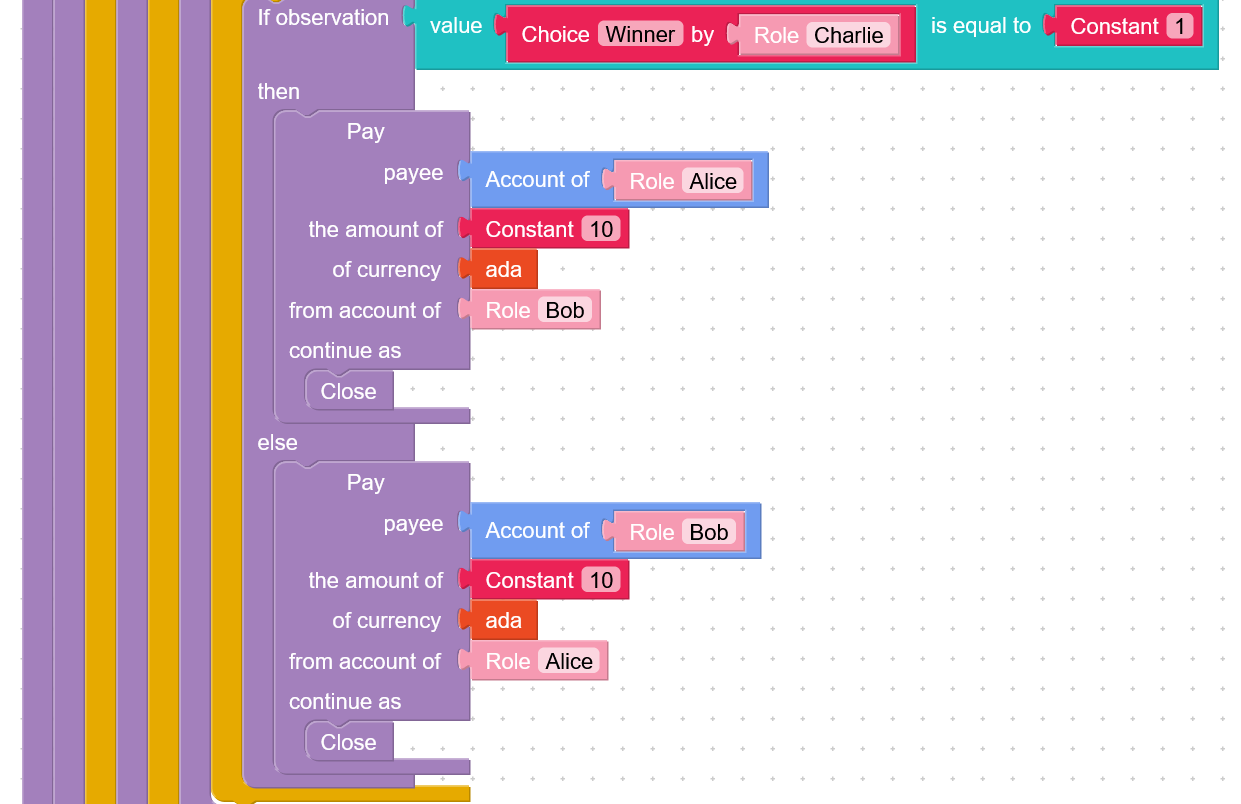 If observation value Choice Winner by Role Charlie is equal to Constant 1
then
Pay
payee Account of Role Alice
the amount of Constant 10
of currency ada
from account of Role Bob
continue as
Close
else
Pay
payee Account of Role Bob
the amount of Constant 10
of currency ada
from account of Role Alice
continue as
Close